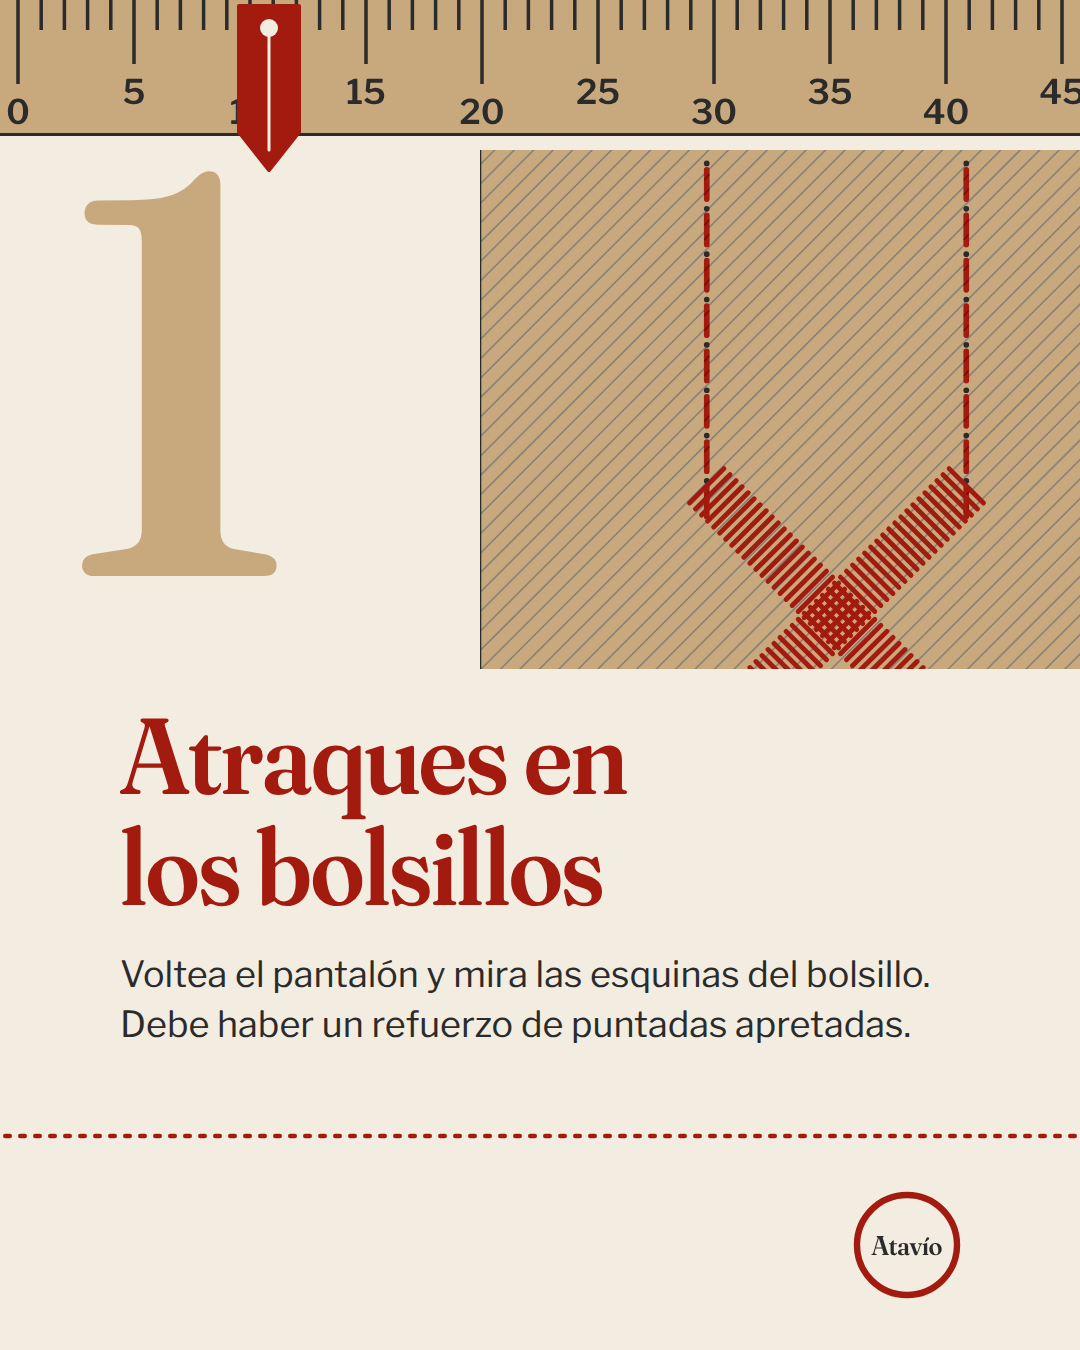 0 5 15 20 25 30 35 40 45
1
Atraques en
los bolsillos
Voltea el pantalón y mira las esquinas del bolsillo.
Debe haber un refuerzo de puntadas apretadas.
Atavío